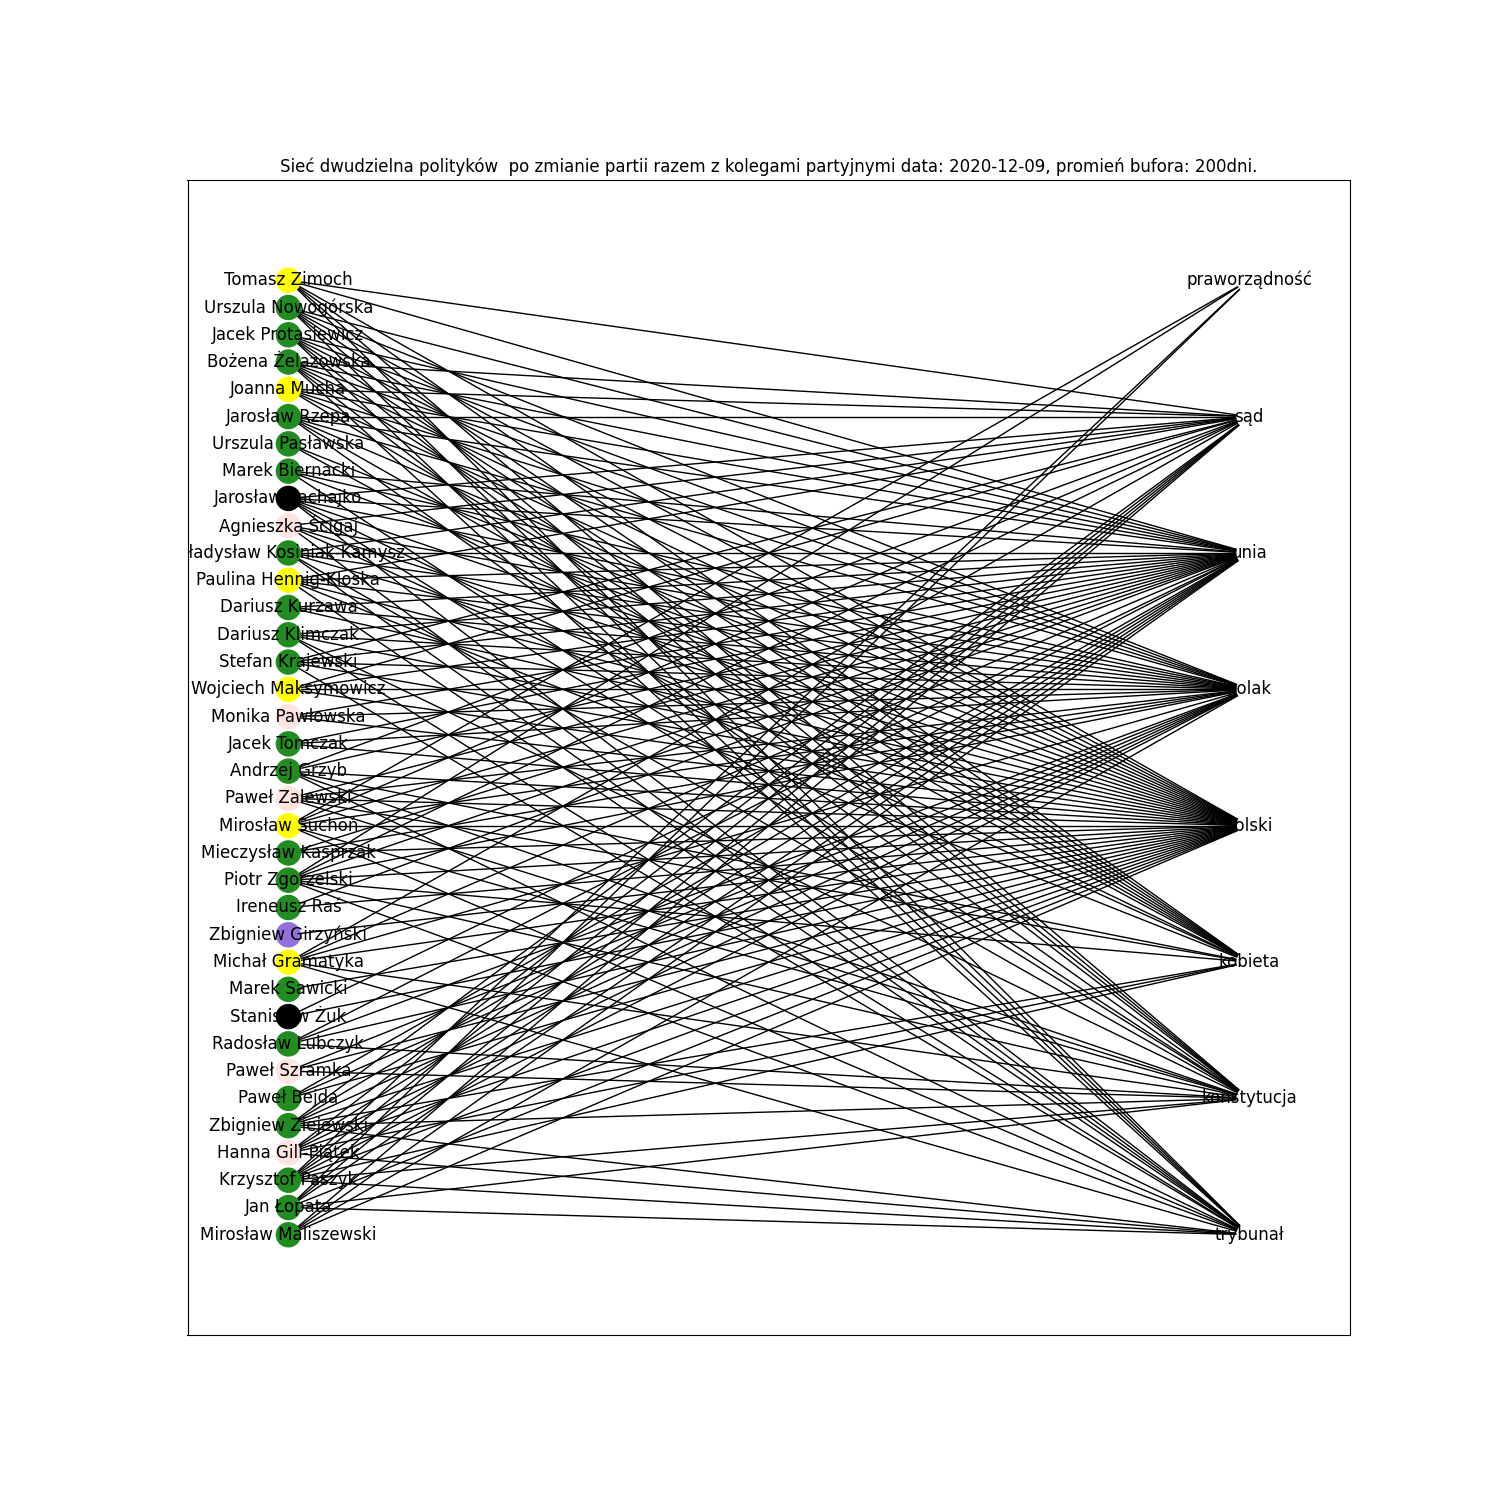 Sieć dwudzielna polityków  po zmianie partii razem z kolegami partyjnymi data: 2020-12-09, promień bufora: 200dni.
Tomasz Zimoch
Urszula Nowogórska
Jacek Protasiewicz
Bożena Żelazowska
Joanna Mucha
Jarosław Rzepa
Urszula Pasławska
Marek Biernacki
Jarosław Sachajko
Agnieszka Ścigaj
ładysław Kosiniak-Kamysz
Paulina Hennig-Kloska
Dariusz Kurzawa
Dariusz Klimczak
Stefan Krajewski
Wojciech Maksymowicz
Monika Pawłowska
Jacek Tomczak
Andrzej Grzyb
Paweł Zalewski
Mirosław Suchoń
Mieczysław Kasprzak
Piotr Zgorzelski
Ireneusz Raś
Zbigniew Girzyński
Michał Gramatyka
Marek Sawicki
Stanisław Żuk
Radosław Lubczyk
Paweł Szramka
Paweł Bejda
Zbigniew Ziejewski
Hanna Gill-Piątek
Krzysztof Paszyk
Jan Łopata
Mirosław Maliszewski
praworządność
sąd
unia
polak
polski
kobieta
konstytucja
trybunał